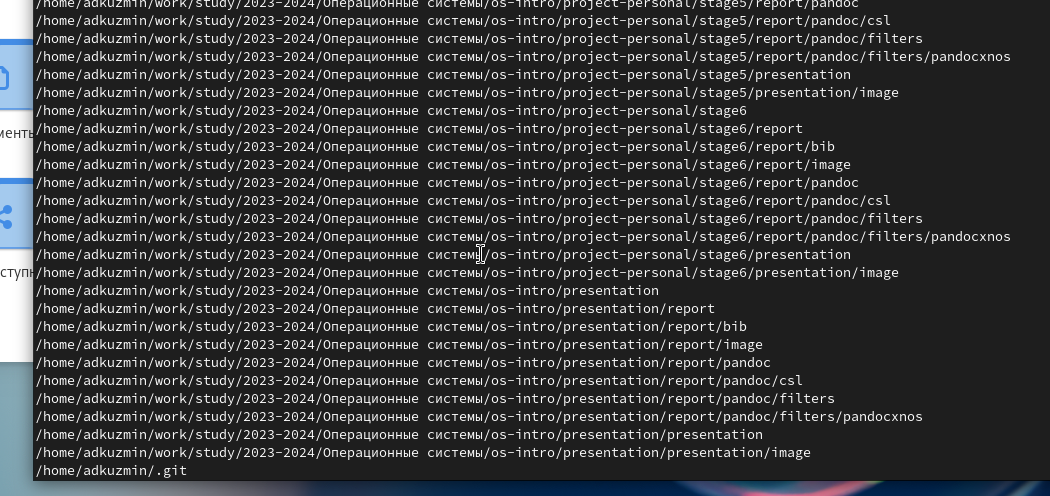 /home/adkuzmin/work/study/2023-2024/Операционные системы/os-intro/project-personal/stage5/report/pandoc
/home/adkuzmin/work/study/2023-2024/Операционные системы/os-intro/project-personal/stage5/report/pandoc/csl
/home/adkuzmin/work/study/2023-2024/Операционные системы/os-intro/project-personal/stage5/report/pandoc/filters
/home/adkuzmin/work/study/2023-2024/Операционные системы/os-intro/project-personal/stage5/report/pandoc/filters/pandocxnos
/home/adkuzmin/work/study/2023-2024/Операционные системы/os-intro/project-personal/stage5/presentation
/home/adkuzmin/work/study/2023-2024/Операционные системы/os-intro/project-personal/stage5/presentation/image
/home/adkuzmin/work/study/2023-2024/Операционные системы/os-intro/project-personal/stage6
/home/adkuzmin/work/study/2023-2024/Операционные системы/os-intro/project-personal/stage6/report
/home/adkuzmin/work/study/2023-2024/Операционные системы/os-intro/project-personal/stage6/report/bib
/home/adkuzmin/work/study/2023-2024/Операционные системы/os-intro/project-personal/stage6/report/image
/home/adkuzmin/work/study/2023-2024/Операционные системы/os-intro/project-personal/stage6/report/pandoc
/home/adkuzmin/work/study/2023-2024/Операционные системы/os-intro/project-personal/stage6/report/pandoc/csl
/home/adkuzmin/work/study/2023-2024/Операционные системы/os-intro/project-personal/stage6/report/pandoc/filters
/home/adkuzmin/work/study/2023-2024/Операционные системы/os-intro/project-personal/stage6/report/pandoc/filters/pandocxnos
/home/adkuzmin/work/study/2023-2024/Операционные системы/os-intro/project-personal/stage6/presentation
/home/adkuzmin/work/study/2023-2024/Операционные системы/os-intro/project-personal/stage6/presentation/image
/home/adkuzmin/work/study/2023-2024/Операционные системы/os-intro/presentation
/home/adkuzmin/work/study/2023-2024/Операционные системы/os-intro/presentation/report
/home/adkuzmin/work/study/2023-2024/Операционные системы/os-intro/presentation/report/bib
/home/adkuzmin/work/study/2023-2024/Операционные системы/os-intro/presentation/report/image
/home/adkuzmin/work/study/2023-2024/Операционные системы/os-intro/presentation/report/pandoc
/home/adkuzmin/work/study/2023-2024/Операционные системы/os-intro/presentation/report/pandoc/csl
/home/adkuzmin/work/study/2023-2024/Операционные системы/os-intro/presentation/report/pandoc/filters
/home/adkuzmin/work/study/2023-2024/Операционные системы/os-intro/presentation/report/pandoc/filters/pandocxnos
/home/adkuzmin/work/study/2023-2024/Операционные системы/os-intro/presentation/presentation
/home/adkuzmin/work/study/2023-2024/Операционные системы/os-intro/presentation/presentation/image
/home/adkuzmin/.git